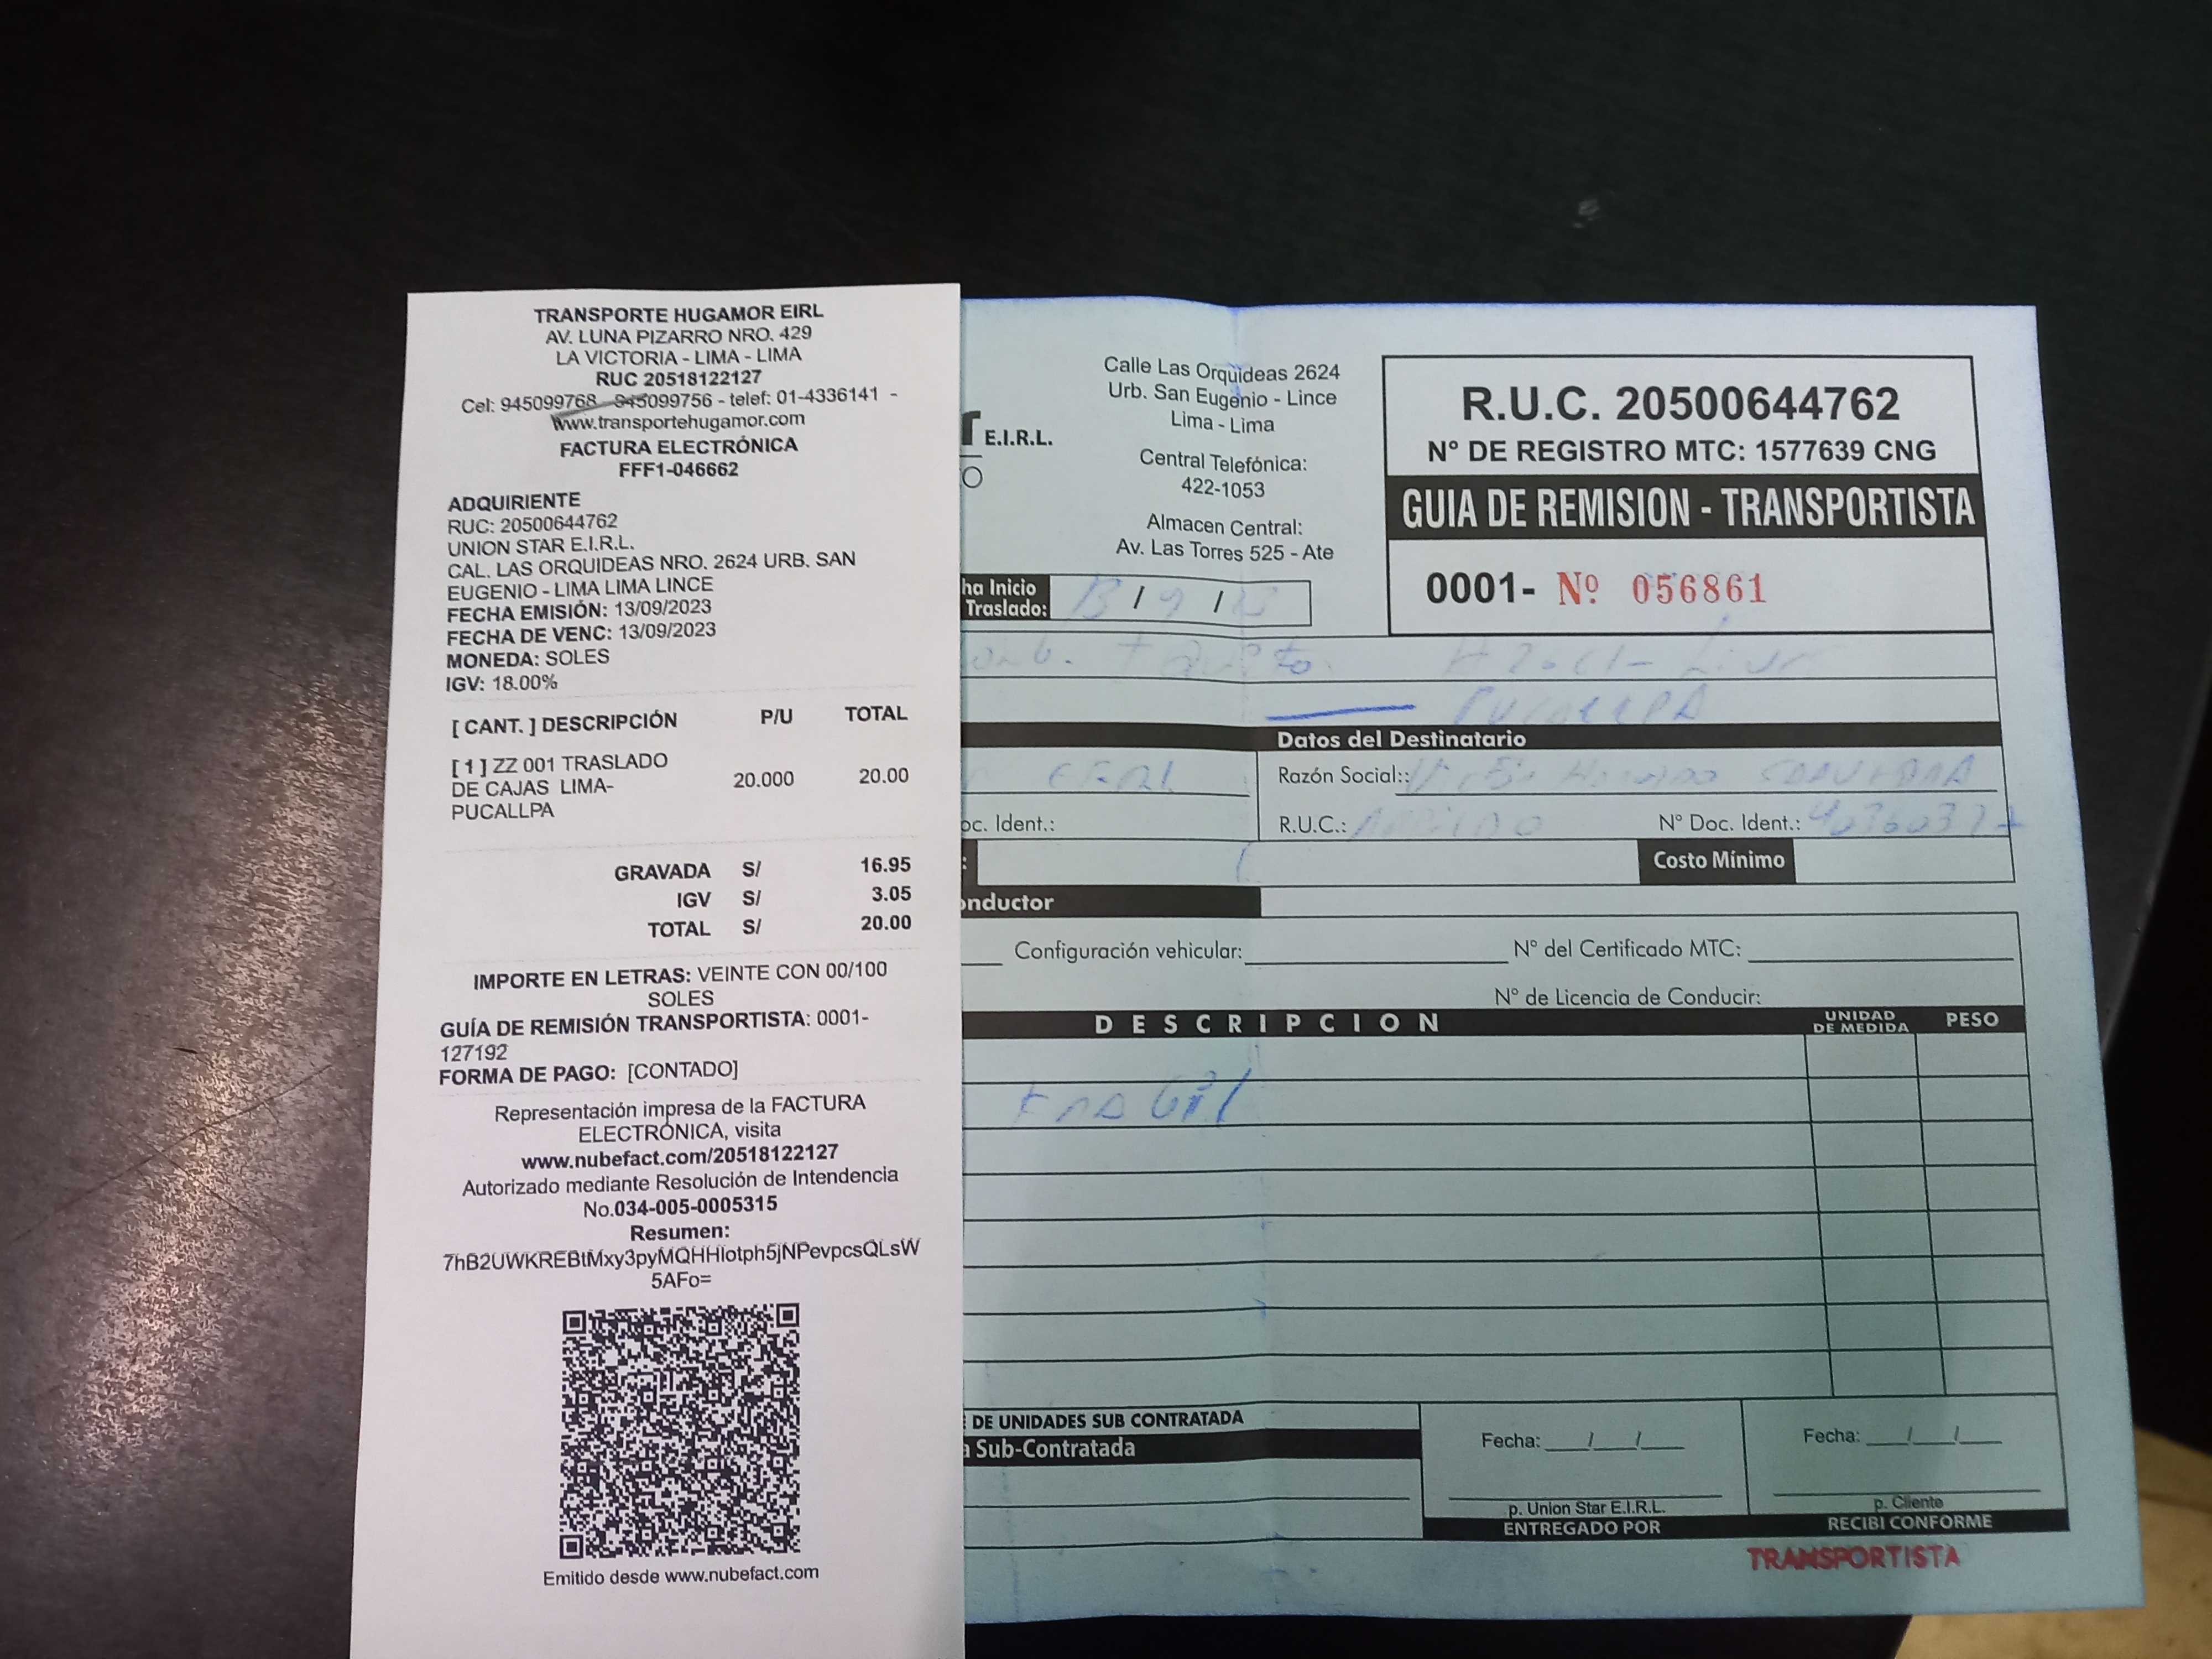 TRANSPORTE HUGAMOR EIRL
AV. LUNA PIZARRO NRO. 429
LA VICTORIA - LIMA - LIMA
RUC 20518122127
Cel: 945099768 - 945099756 - telef: 01-4336141 -
www.transportehugamor.com
FACTURA ELECTRÓNICA
FFF1-046662
ADQUIRIENTE
RUC: 20500644762
UNION STAR E.I.R.L.
CAL. LAS ORQUIDEAS NRO. 2624 URB. SAN
EUGENIO - LIMA LIMA LINCE
FECHA EMISIÓN: 13/09/2023
FECHA DE VENC: 13/09/2023
MONEDA: SOLES
IGV: 18.00%
[ CANT. ] DESCRIPCIÓN P/U TOTAL
[ 1 ] ZZ 001 TRASLADO
DE CAJAS LIMA- 20.000 20.00
PUCALLPA
GRAVADA S/ 16.95
IGV S/ 3.05
TOTAL S/ 20.00
IMPORTE EN LETRAS: VEINTE CON 00/100
SOLES
GUÍA DE REMISIÓN TRANSPORTISTA: 0001-
127192
FORMA DE PAGO: [CONTADO]
Representación impresa de la FACTURA
ELECTRÓNICA, visita
www.nubefact.com/20518122127
Autorizado mediante Resolución de Intendencia
No.034-005-0005315
Resumen:
7hB2UWKREBtMxy3pyMQHHlotph5jNPevpcsQLsW
5AFo=
Emitido desde www.nubefact.com
r E.I.R.L.
O
Calle Las Orquideas 2624
Urb. San Eugenio - Lince
Lima - Lima
Central Telefónica:
422-1053
Almacen Central:
Av. Las Torres 525 - Ate
R.U.C. 20500644762
N° DE REGISTRO MTC: 1577639 CNG
GUIA DE REMISION - TRANSPORTISTA
0001- Nº 056861
ha Inicio
Traslado: 13 / 9 /
PUCALLPA
Datos del Destinatario
EIRL Razón Social::
oc. Ident.: R.U.C.: N° Doc. Ident.:
: Costo Mínimo
onductor
Configuración vehicular: N° del Certificado MTC:
N° de Licencia de Conducir:
DESCRIPCION UNIDAD DE MEDIDA PESO
DE UNIDADES SUB CONTRATADA
a Sub-Contratada
Fecha: / /
p. Union Star E.I.R.L.
ENTREGADO POR
Fecha: / /
p. Cliente
RECIBI CONFORME
TRANSPORTISTA